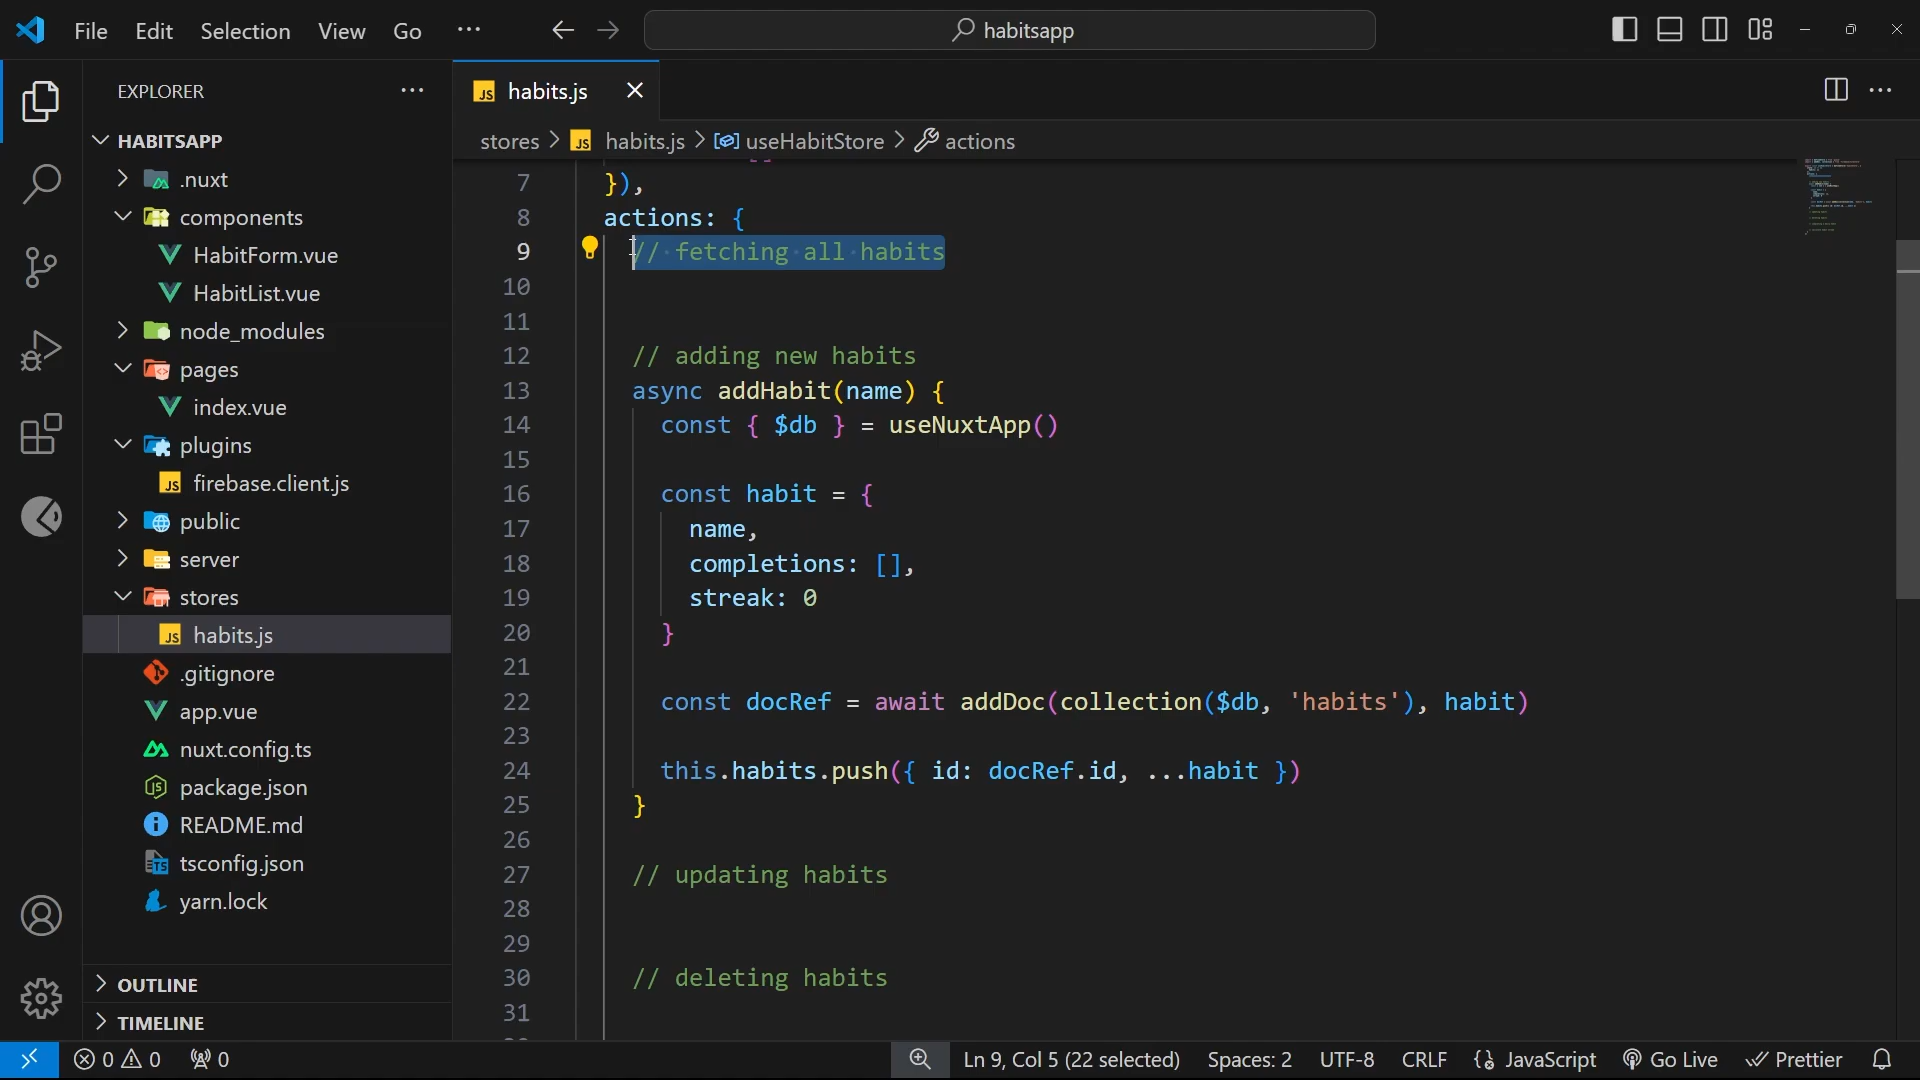 File Edit Selection View Go ··· habitsapp
EXPLORER ···
HABITSAPP
.nuxt
components
HabitForm.vue
HabitList.vue
node_modules
pages
index.vue
plugins
firebase.client.js
public
server
stores
habits.js
.gitignore
app.vue
nuxt.config.ts
package.json
README.md
tsconfig.json
yarn.lock
OUTLINE
TIMELINE
JS habits.js
stores > JS habits.js > useHabitStore > actions
7 }),
8 actions: {
9 // fetching all habits
10
11
12 // adding new habits
13 async addHabit(name) {
14 const { $db } = useNuxtApp()
15
16 const habit = {
17 name,
18 completions: [],
19 streak: 0
20 }
21
22 const docRef = await addDoc(collection($db, 'habits'), habit)
23
24 this.habits.push({ id: docRef.id, ...habit })
25 }
26
27 // updating habits
28
29
30 // deleting habits
31
0 0 0 Ln 9, Col 5 (22 selected) Spaces: 2 UTF-8 CRLF JavaScript Go Live Prettier